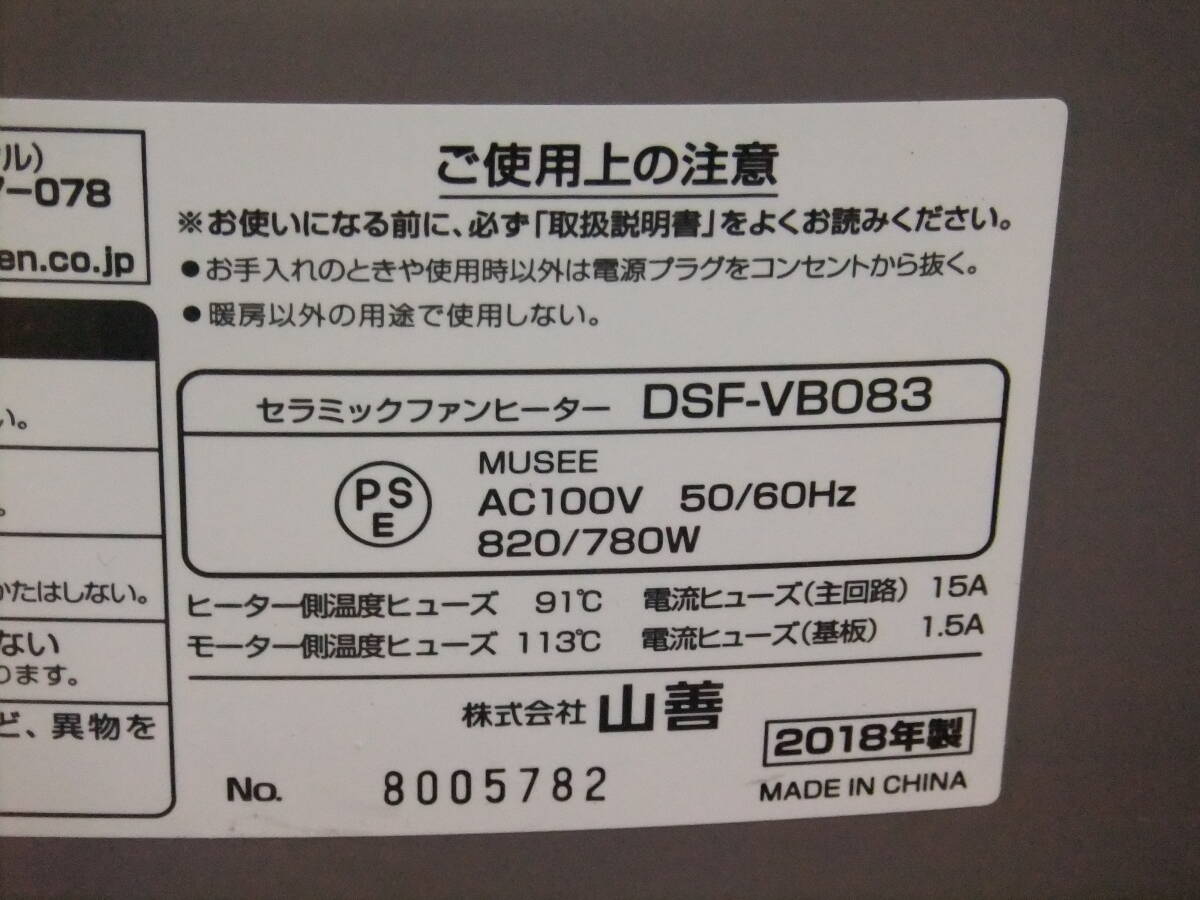 ル)
7-078
en.co.jp
い。
。
かたはしない。
ない
ります。
ど、異物を
ご使用上の注意
※お使いになる前に、必ず「取扱説明書」をよくお読みください。
●お手入れのときや使用時以外は電源プラグをコンセントから抜く。
●暖房以外の用途で使用しない。
セラミックファンヒーター DSF-VB083
PSE
MUSEE
AC100V 50/60Hz
820/780W
ヒーター側温度ヒューズ 91℃ 電流ヒューズ(主回路) 15A
モーター側温度ヒューズ 113℃ 電流ヒューズ(基板) 1.5A
株式会社 山善
2018年製
No. 8005782
MADE IN CHINA